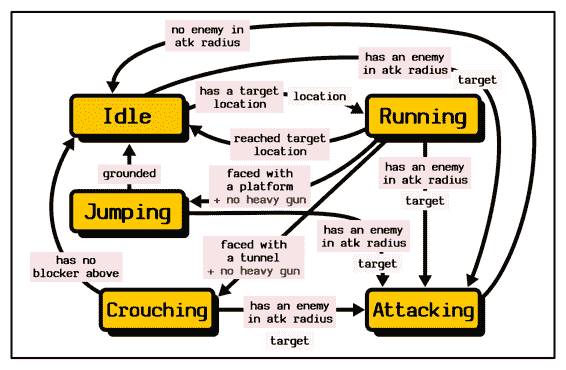 no enemy in
atk radius
has an enemy
in atk radius
target
has a target
location
location
Idle
Running
reached target
location
has an enemy
in atk radius
target
grounded
faced with
a platform
+ no heavy gun
Jumping
has an enemy
in atk radius
target
faced with
a tunnel
+ no heavy gun
has no
blocker above
Crouching
has an enemy
in atk radius
target
Attacking